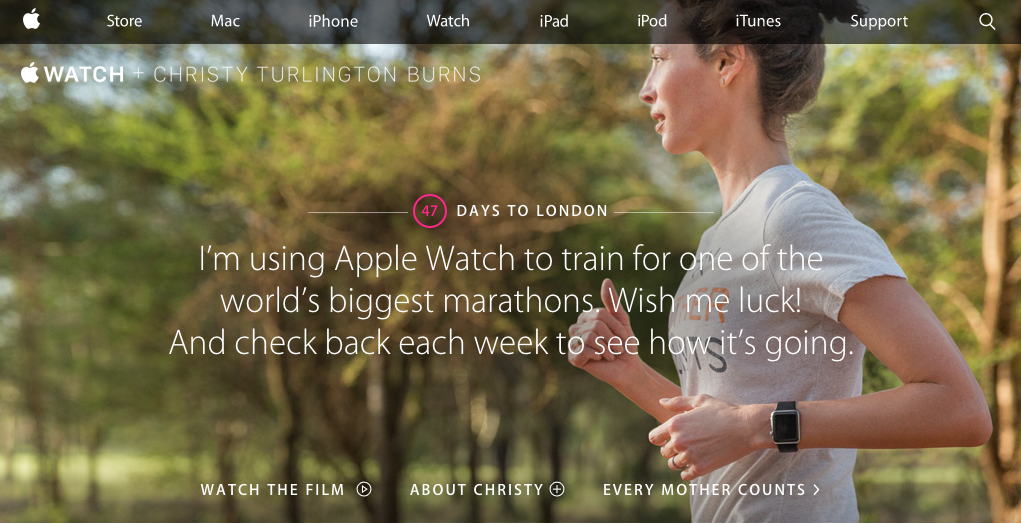 Store Mac iPhone Watch iPad iPod iTunes Support
WATCH + CHRISTY TURLINGTON BURNS
47 DAYS TO LONDON
I’m using Apple Watch to train for one of the
world’s biggest marathons. Wish me luck!
And check back each week to see how it’s going.
WATCH THE FILM
ABOUT CHRISTY
EVERY MOTHER COUNTS